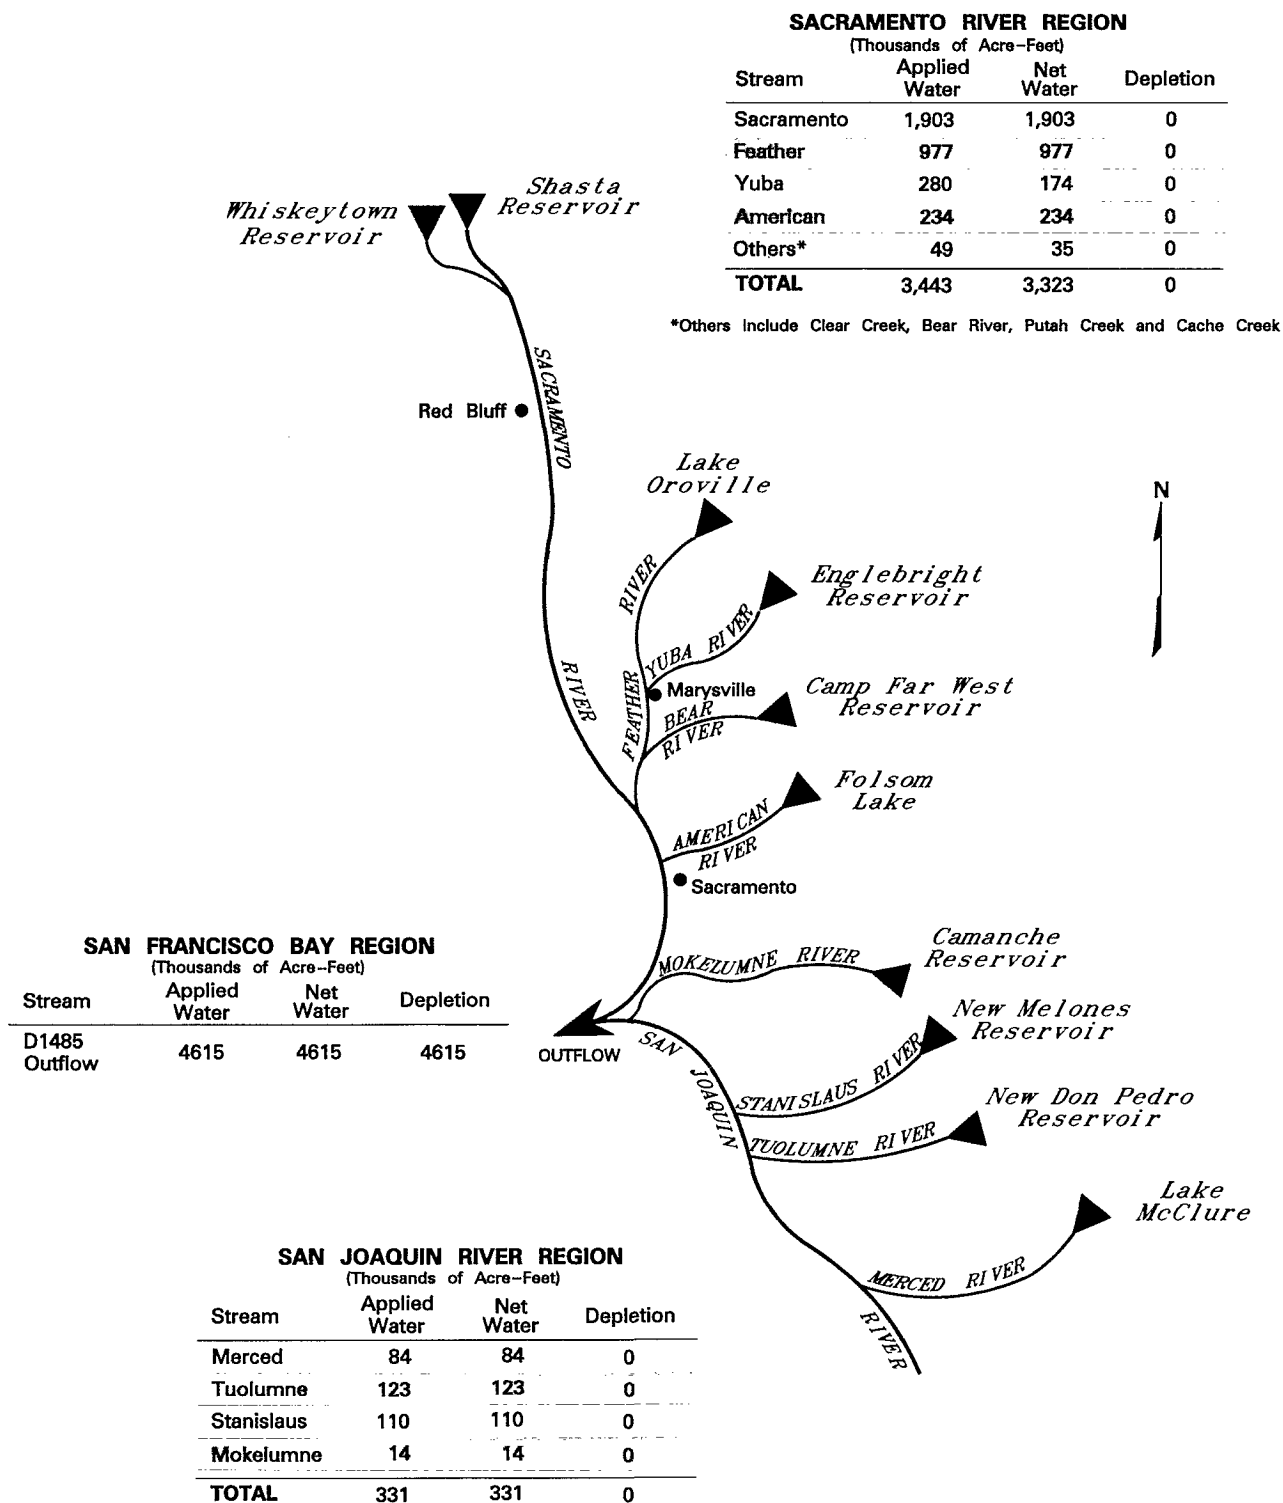 SACRAMENTO RIVER REGION
(Thousands of Acre-Feet)
Stream Applied Water Net Water Depletion
Sacramento 1,903 1,903 0
Feather 977 977 0
Yuba 280 174 0
American 234 234 0
Others* 49 35 0
TOTAL 3,443 3,323 0
*Others Include Clear Creek, Bear River, Putah Creek and Cache Creek
Shasta
Reservoir
Whiskeytown
Reservoir
SACRAMENTO
Red Bluff
Lake
Oroville
N
RIVER
Englebright
Reservoir
YUBA RIVER
RIVER
FEATHER
Marysville
Camp Far West
Reservoir
BEAR
RIVER
Folsom
Lake
AMERICAN
RIVER
Sacramento
SAN FRANCISCO BAY REGION
(Thousands of Acre-Feet)
Stream Applied Water Net Water Depletion
D1485
Outflow 4615 4615 4615
MOKELUMNE RIVER
Camanche
Reservoir
OUTFLOW
SAN
JOAQUIN
New Melones
Reservoir
STANISLAUS RIVER
New Don Pedro
Reservoir
TUOLUMNE RIVER
Lake
McClure
MERCED RIVER
RIVER
SAN JOAQUIN RIVER REGION
(Thousands of Acre-Feet)
Stream Applied Water Net Water Depletion
Merced 84 84 0
Tuolumne 123 123 0
Stanislaus 110 110 0
Mokelumne 14 14 0
TOTAL 331 331 0